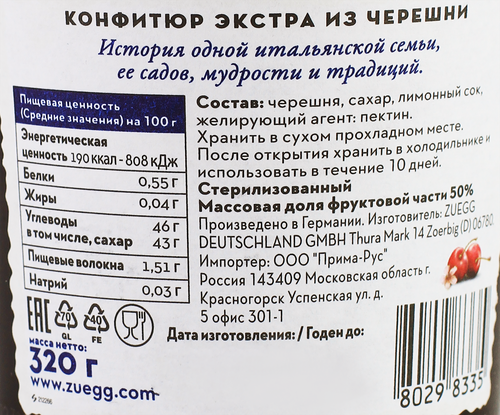 КОНФИТЮР ЭКСТРА ИЗ ЧЕРЕШНИ
История одной итальянской семьи,
ее садов, мудрости и традиций.
Пищевая ценность
(Средние значения) на 100 г
Энергетическая
ценность 190 ккал - 808 кДж
Белки 0,55 г
Жиры 0,04 г
Углеводы 46 г
в том числе, сахар 43 г
Пищевые волокна 1,51 г
Натрий 0,03 г
Состав: черешня, сахар, лимонный сок,
желирующий агент: пектин.
Хранить в сухом прохладном месте.
После открытия хранить в холодильнике и
использовать в течение 10 дней.
Стерилизованный
Массовая доля фруктовой части 50%
Произведено в Германии. Изготовитель: ZUEGG
DEUTSCHLAND GMBH Thura Mark 14 Zoerbig (D) 06780
Импортер: ООО "Прима-Рус"
Россия 143409 Московская область г.
Красногорск Успенская ул. д.
5 офис 301-1
Дата изготовления: / Годен до:
EAC
70
GL
40
FE
масса нетто:
320 г
www.zuegg.com
8029 8335